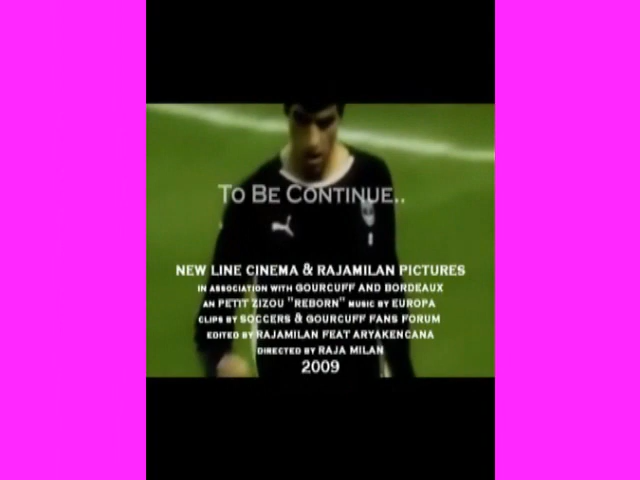 To Be Continue..
NEW LINE CINEMA & RAJAMILAN PICTURES
IN ASSOCIATION WITH GOURCUFF AND BORDEAUX
AN PETIT ZIZOU "REBORN" MUSIC BY EUROPA
CLIPS BY SOCCERS & GOURCUFF FANS FORUM
EDITED BY RAJAMILAN FEAT ARYAKENCANA
DIRECTED BY RAJA MILAN
2009